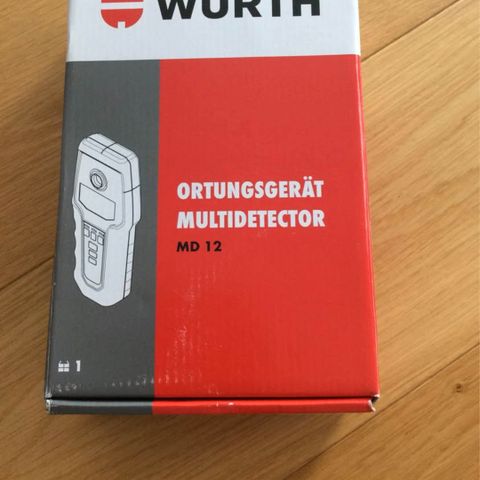 WÜRTH
ORTUNGSGERÄT
MULTIDETECTOR
MD 12
1